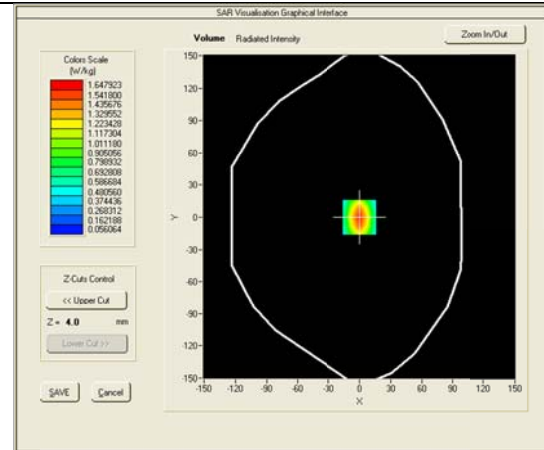 SAR Visualisation Graphical Interface
Volume Radiated Intensity
Zoom In/Out
Colors Scale
(W/kg)
1.647923
1.541800
1.435676
1.329552
1.223428
1.117304
1.011180
0.905056
0.798932
0.692808
0.586684
0.480560
0.374436
0.268312
0.162188
0.056064
Z-Cuts Control
<< Upper Cut
Z = 4.0 mm
Lower Cut >>
SAVE
Cancel
150
120
90
60
30
0
-30
-60
-90
-120
-150
Y
-150 -120 -90 -60 -30 0 30 60 90 120 150
X